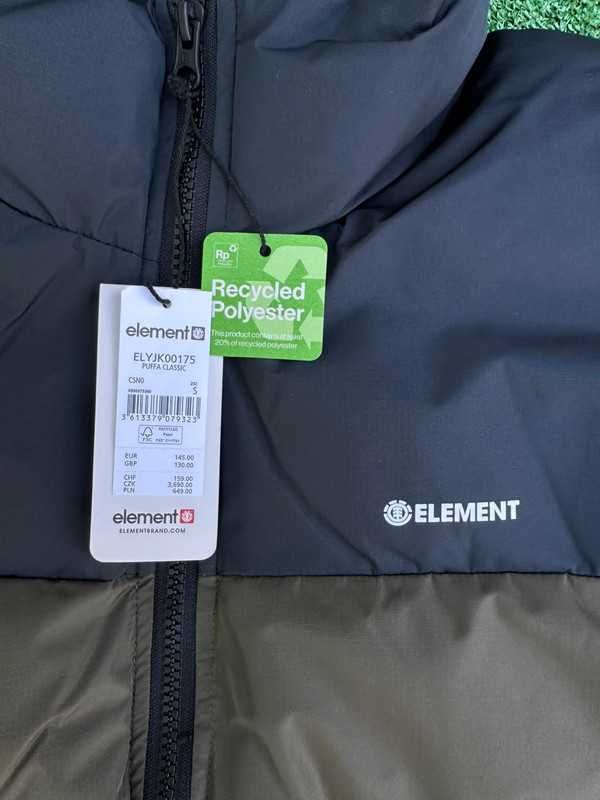 Rp
Recycled
Polyester
This product contains at least
20% of recycled polyester
element
ELYJK00175
PUFFA CLASSIC
CSN0
S
3 613379 079323
FSC
EUR 145.00
GBP 130.00
CHF 159.00
CZK 3,690.00
PLN 649.00
element
ELEMENTBRAND.COM
ELEMENT